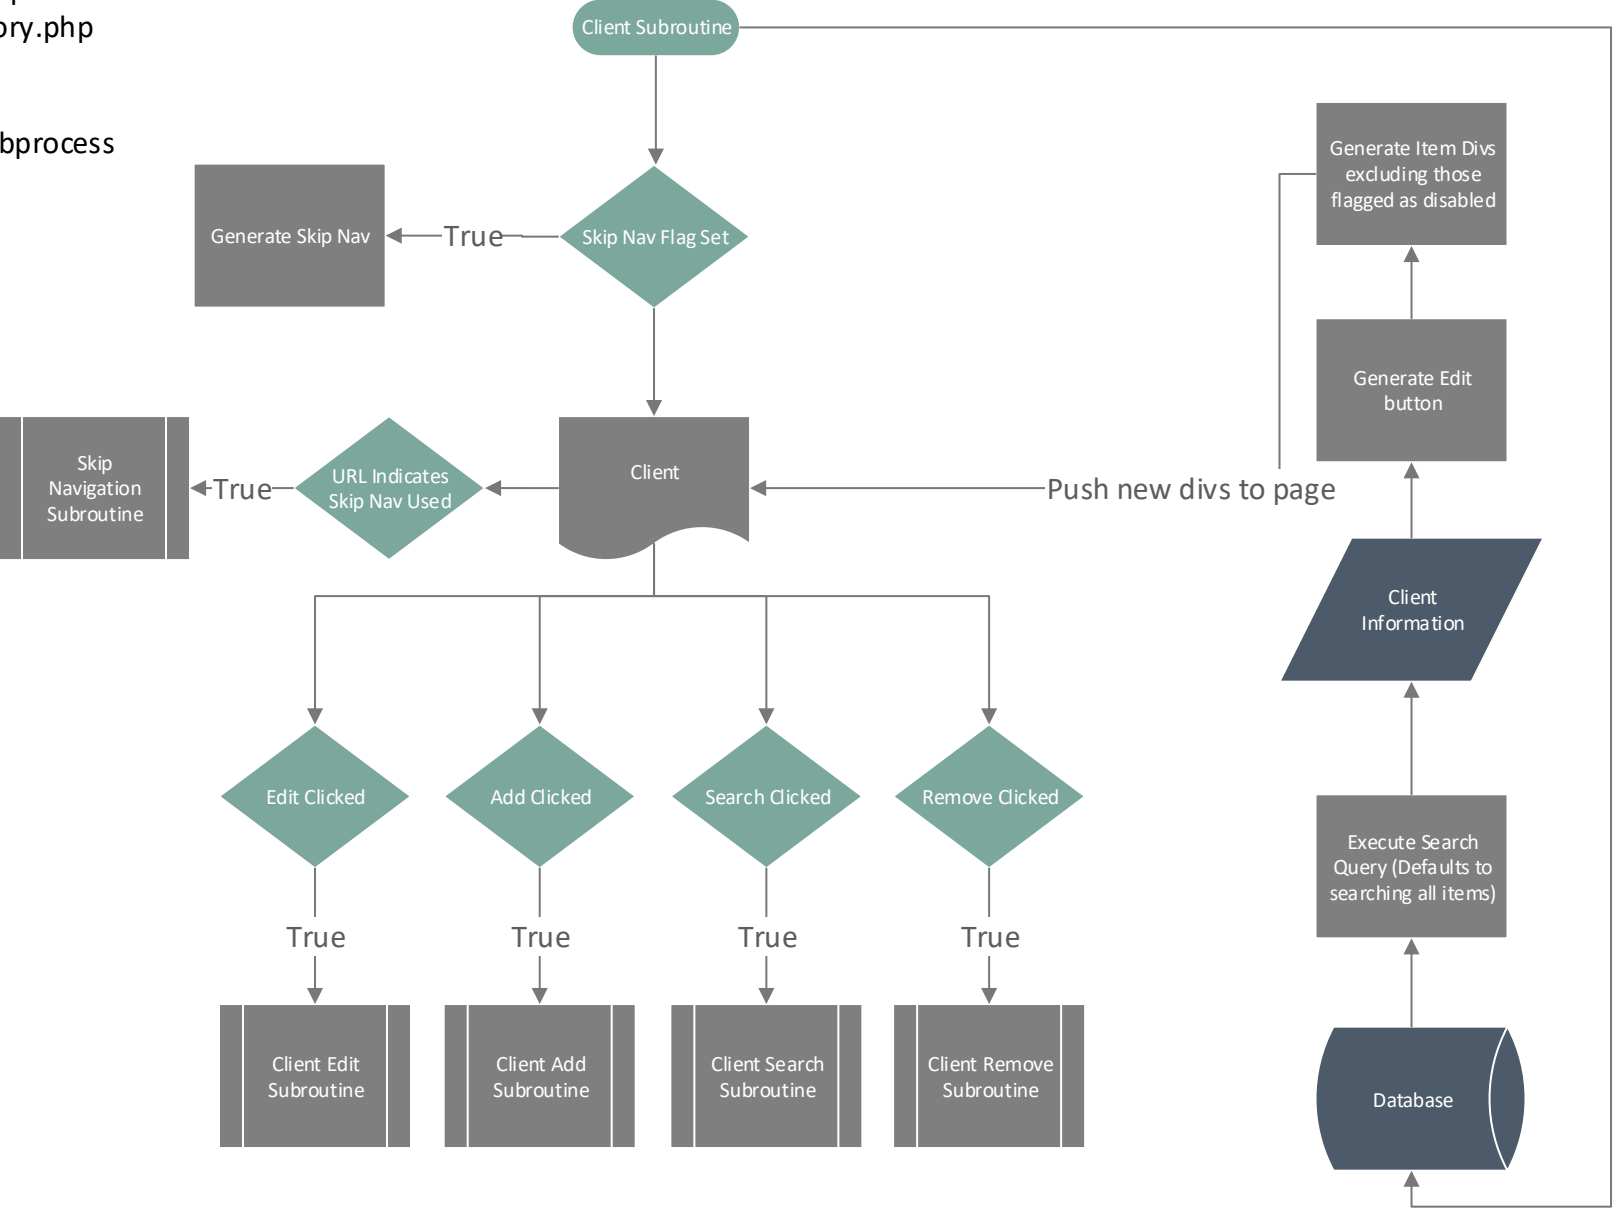 Client Subroutine
ory.php
bprocess
Generate Item Divs
excluding those
flagged as disabled
Generate Skip Nav
True
Skip Nav Flag Set
Generate Edit
button
Skip
Navigation
Subroutine
True
URL Indicates
Skip Nav Used
Client
Push new divs to page
Client
Information
Edit Clicked
Add Clicked
Search Clicked
Remove Clicked
Execute Search
Query (Defaults to
searching all items)
True
True
True
True
Client Edit
Subroutine
Client Add
Subroutine
Client Search
Subroutine
Client Remove
Subroutine
Database